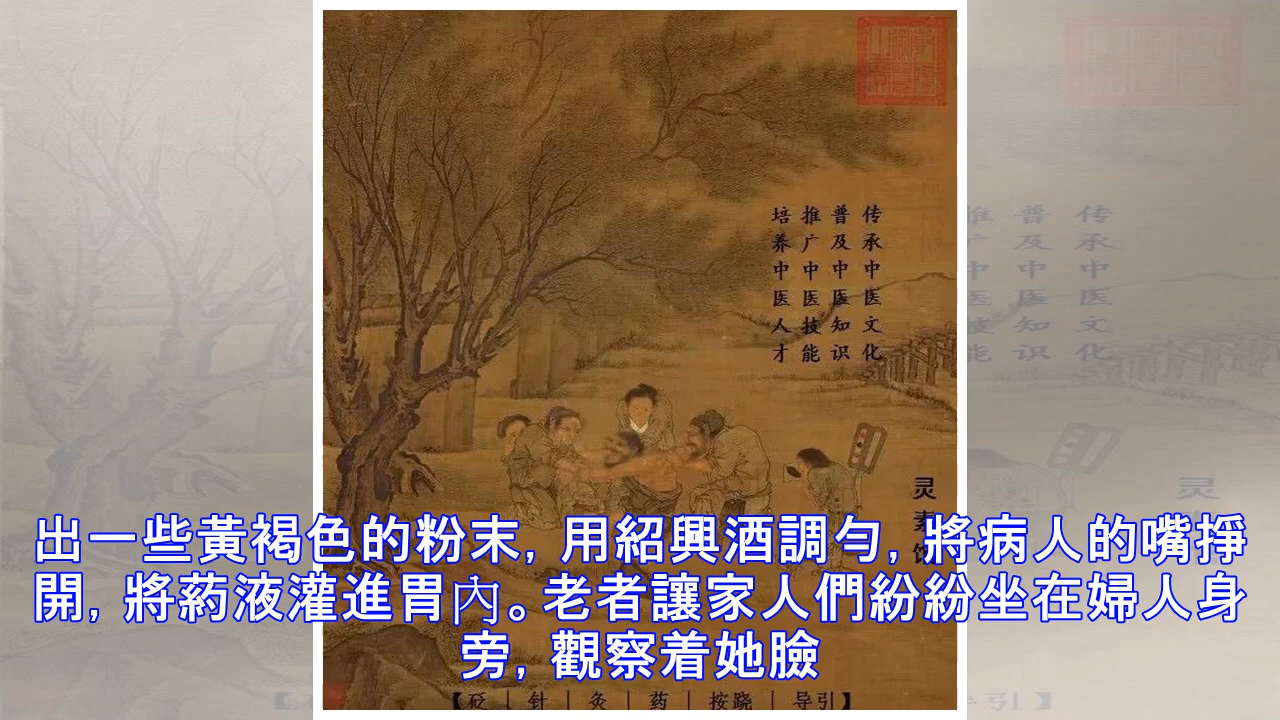 传承中医文化
普及中医知识
推广中医技能
培养中医人才
灵素
出一些黃褐色的粉末, 用紹興酒調勻, 將病人的嘴掙
開, 將葯液灌進胃內。老者讓家人們紛紛坐在婦人身
旁, 觀察着她臉
【砭 | 针 | 灸 | 药 | 按跷 | 导引】